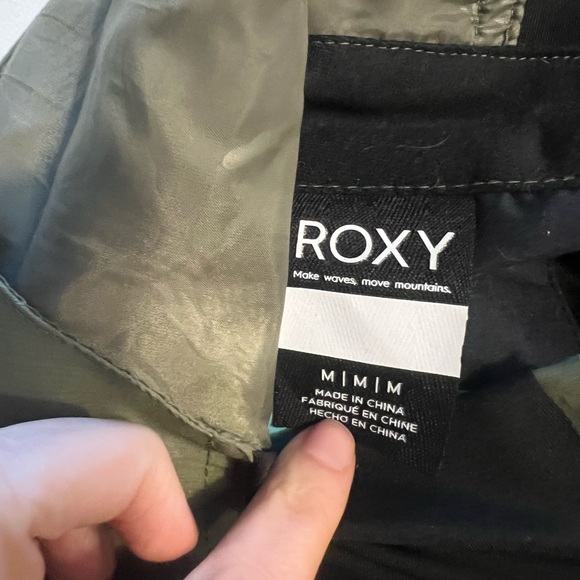 ROXY
Make waves, move mountains.
M|M|M
MADE IN CHINA
FABRIQUÉ EN CHINE
HECHO EN CHINA